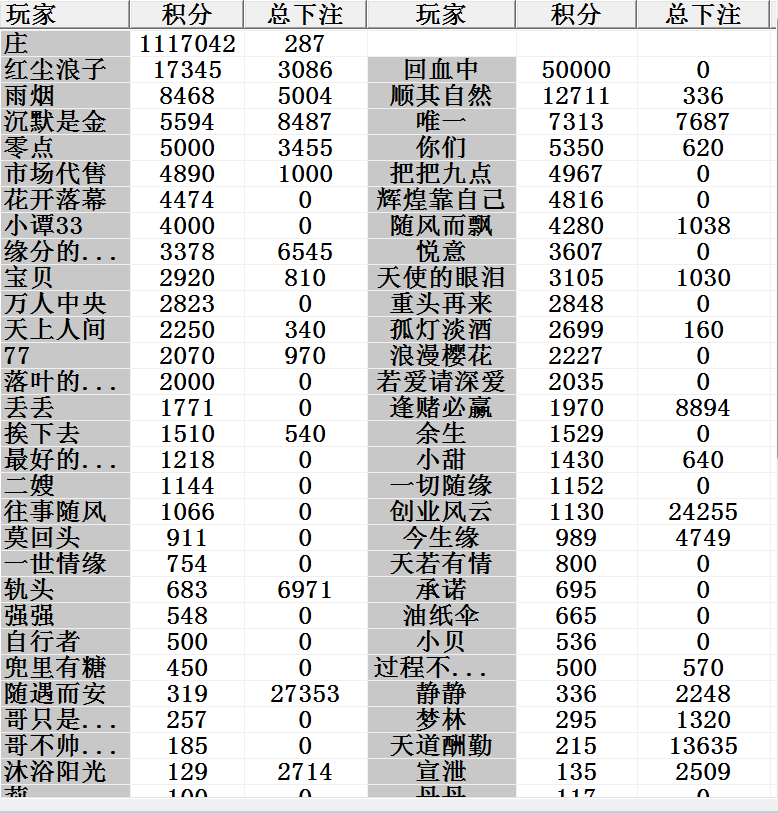 玩家 积分 总下注 玩家 积分 总下注
庄 1117042 287
红尘浪子 17345 3086 回血中 50000 0
雨烟 8468 5004 顺其自然 12711 336
沉默是金 5594 8487 唯一 7313 7687
零点 5000 3455 你们 5350 620
市场代售 4890 1000 把把九点 4967 0
花开落幕 4474 0 辉煌靠自己 4816 0
小谭33 4000 0 随风而飘 4280 1038
缘分的... 3378 6545 悦意 3607 0
宝贝 2920 810 天使的眼泪 3105 1030
万人中央 2823 0 重头再来 2848 0
天上人间 2250 340 孤灯淡酒 2699 160
77 2070 970 浪漫樱花 2227 0
落叶的... 2000 0 若爱请深爱 2035 0
丢丢 1771 0 逢赌必赢 1970 8894
挨下去 1510 540 余生 1529 0
最好的... 1218 0 小甜 1430 640
二嫂 1144 0 一切随缘 1152 0
往事随风 1066 0 创业风云 1130 24255
莫回头 911 0 今生缘 989 4749
一世情缘 754 0 天若有情 800 0
轨头 683 6971 承诺 695 0
强强 548 0 油纸伞 665 0
自行者 500 0 小贝 536 0
兜里有糖 450 0 过程不... 500 570
随遇而安 319 27353 静静 336 2248
哥只是... 257 0 梦林 295 1320
哥不帅... 185 0 天道酬勤 215 13635
沐浴阳光 129 2714 宣泄 135 2509
100 0 丹丹 117 0